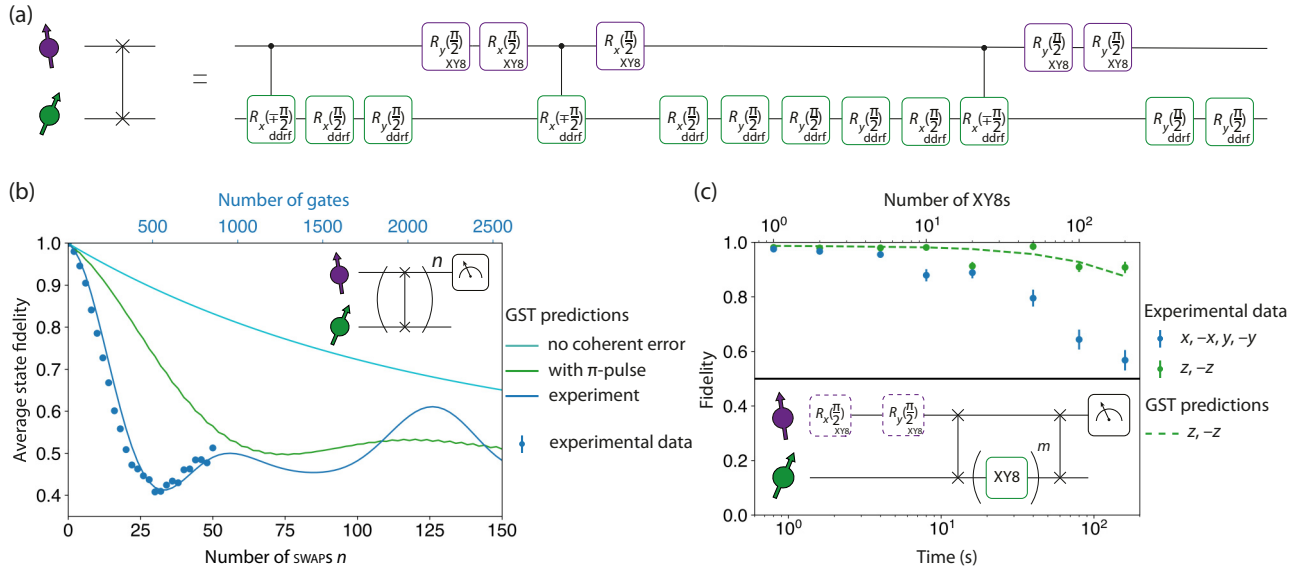 (a)
=
R_y(π/2) XY8
R_x(π/2) XY8
R_x(π/2) XY8
R_y(π/2) XY8
R_y(π/2) XY8
R_x(∓π/2) ddrf
R_x(π/2) ddrf
R_y(π/2) ddrf
R_x(∓π/2) ddrf
R_x(π/2) ddrf
R_y(π/2) ddrf
R_y(π/2) ddrf
R_y(π/2) ddrf
R_x(π/2) ddrf
R_x(∓π/2) ddrf
R_y(π/2) ddrf
R_y(π/2) ddrf
(b)
Number of gates
500 1000 1500 2000 2500
Average state fidelity
1.0
0.9
0.8
0.7
0.6
0.5
0.4
0 25 50 75 100 125 150
Number of SWAPs n
n
GST predictions
no coherent error
with π-pulse
experiment
experimental data
(c)
Number of XY8s
10^0 10^1 10^2
Fidelity
1.0
0.8
0.6
0.4
0.2
0.0
10^0 10^1 10^2
Time (s)
R_x(π/2) XY8
R_y(π/2) XY8
XY8
m
Experimental data
x, −x, y, −y
z, −z
GST predictions
z, −z